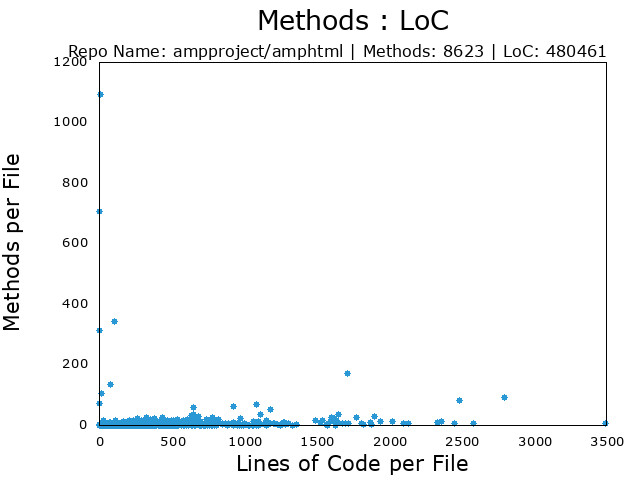 Methods : LoC
Repo Name: ampproject/amphtml | Methods: 8623 | LoC: 480461
1200
1000
800
600
400
200
0
Methods per File
0 500 1000 1500 2000 2500 3000 3500
Lines of Code per File